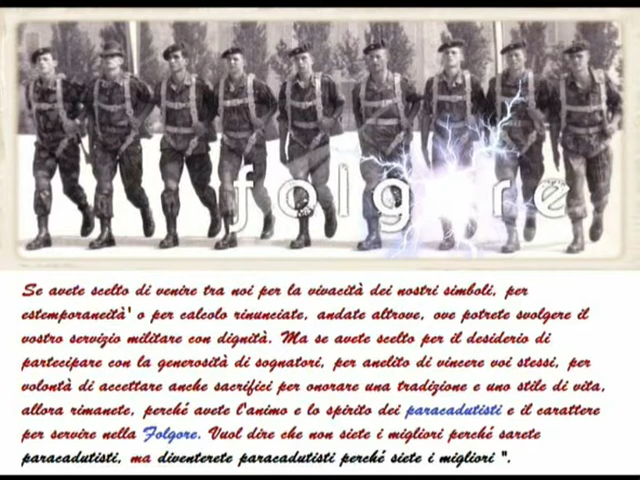 folgore
Se avete scelto di venire tra noi per la vivacità dei nostri simboli, per
estemporaneità' o per calcolo rinunciate, andate altrove, ove potrete svolgere il
vostro servizio militare con dignità. Ma se avete scelto per il desiderio di
partecipare con la generosità di sognatori, per anelito di vincere voi stessi, per
volontà di accettare anche sacrifici per onorare una tradizione e uno stile di vita,
allora rimanete, perché avete l'animo e lo spirito dei paracadutisti e il carattere
per servire nella Folgore. Vuol dire che non siete i migliori perché sarete
paracadutisti, ma diventerete paracadutisti perché siete i migliori ".